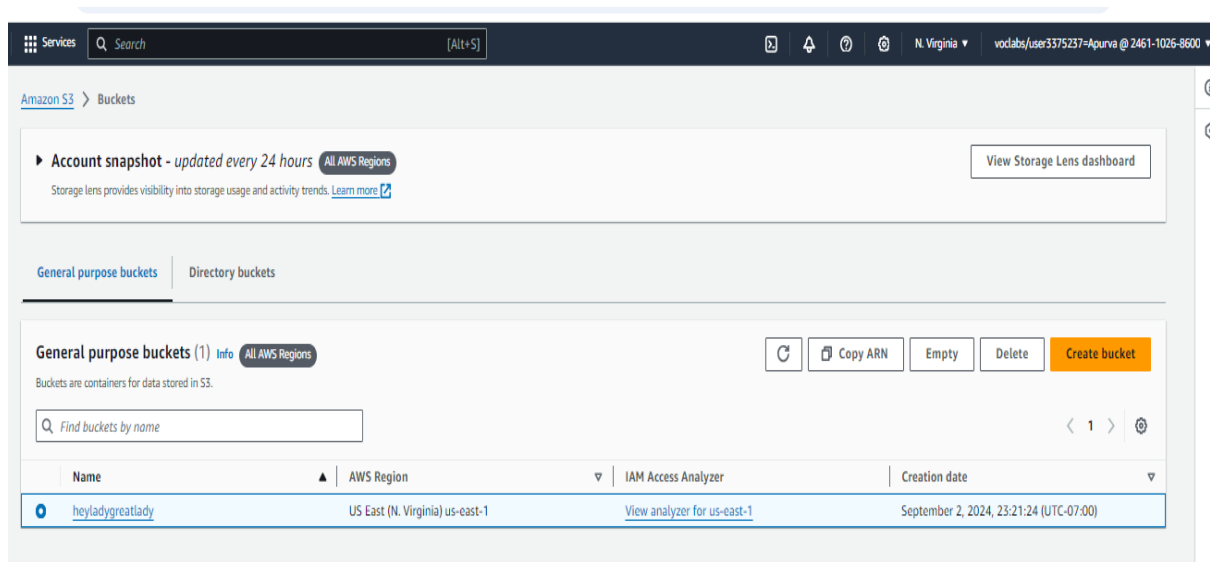 Services Search [Alt+S] N. Virginia ▼ voclabs/user3375237=Apurva @ 2461-1026-8600 ▼
Amazon S3 > Buckets
Account snapshot - updated every 24 hours All AWS Regions View Storage Lens dashboard
Storage lens provides visibility into storage usage and activity trends. Learn more
General purpose buckets Directory buckets
General purpose buckets (1) Info All AWS Regions Copy ARN Empty Delete Create bucket
Buckets are containers for data stored in S3.
Find buckets by name < 1 >
Name ▲ AWS Region IAM Access Analyzer Creation date
heyladygreatlady US East (N. Virginia) us-east-1 View analyzer for us-east-1 September 2, 2024, 23:21:24 (UTC-07:00)